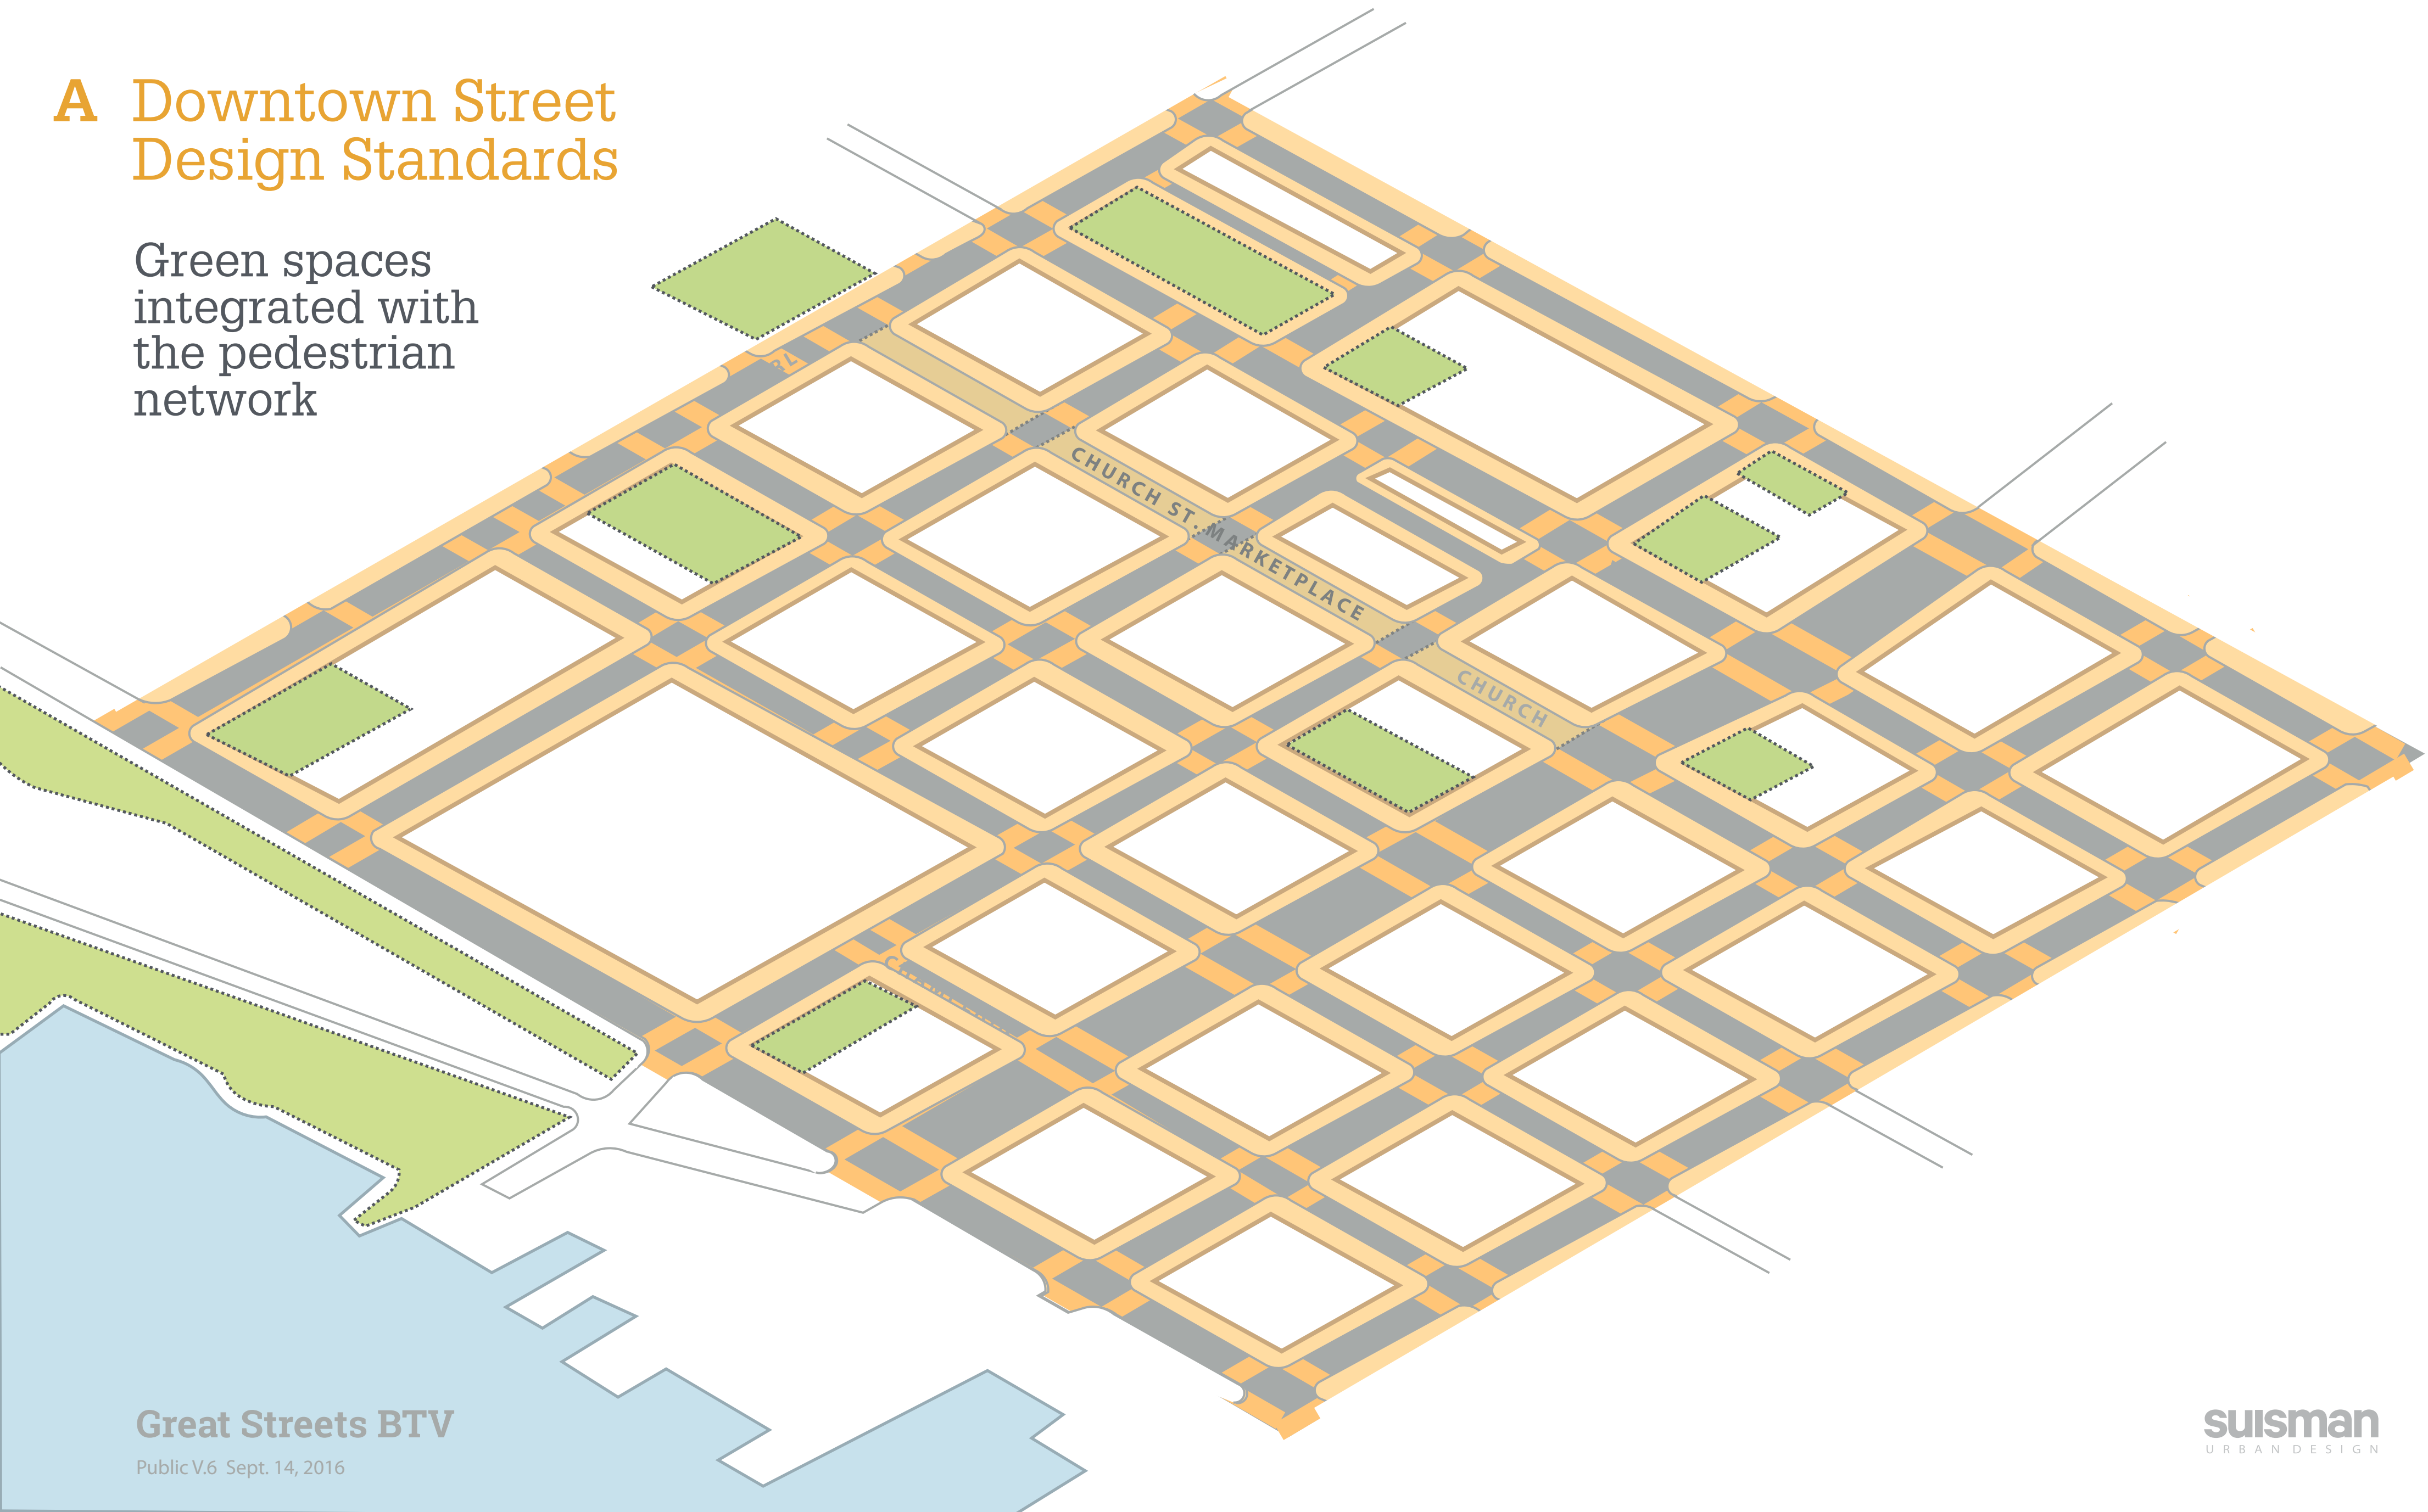 A Downtown Street
Design Standards
Green spaces
integrated with
the pedestrian
network
CHURCH ST. MARKETPLACE
CHURCH
Great Streets BTV
Public V.6 Sept. 14, 2016
suisman
URBAN DESIGN